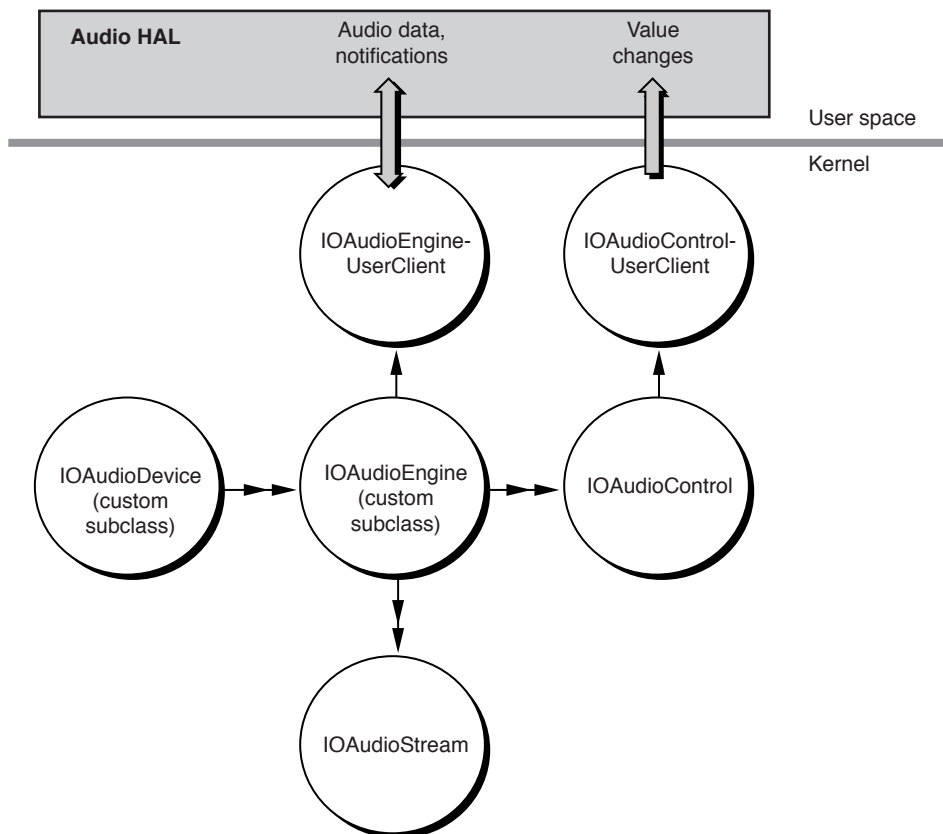 Audio HAL
Audio data,
notifications
Value
changes
User space
Kernel
IOAudioEngine-
UserClient
IOAudioControl-
UserClient
IOAudioDevice
(custom
subclass)
IOAudioEngine
(custom
subclass)
IOAudioControl
IOAudioStream